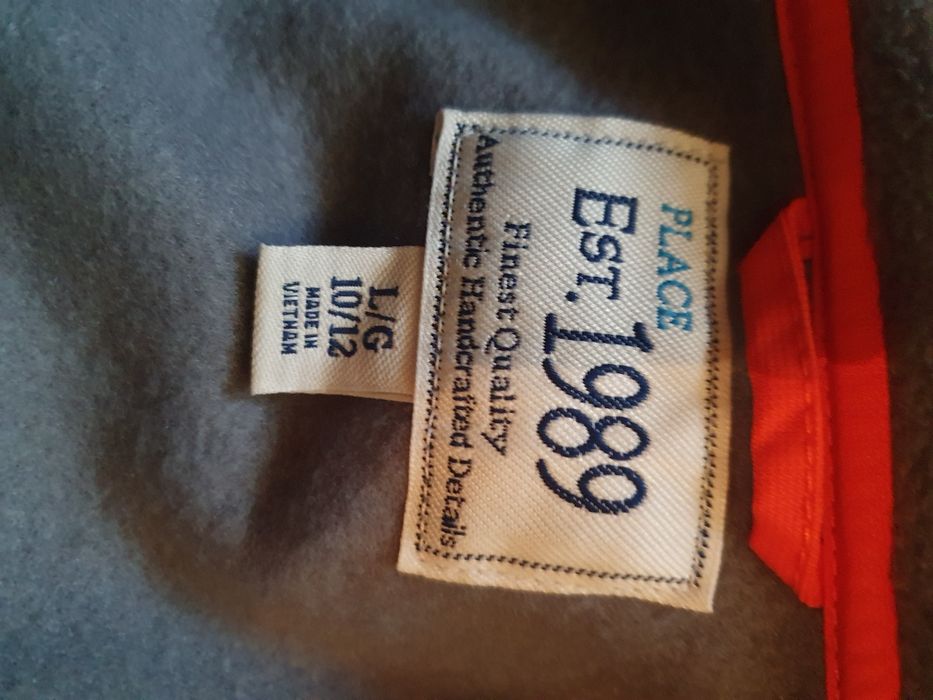 PLACE
EST. 1989
Finest Quality
Authentic Handcrafted Details
L/G
10/12
MADE IN
VIETNAM